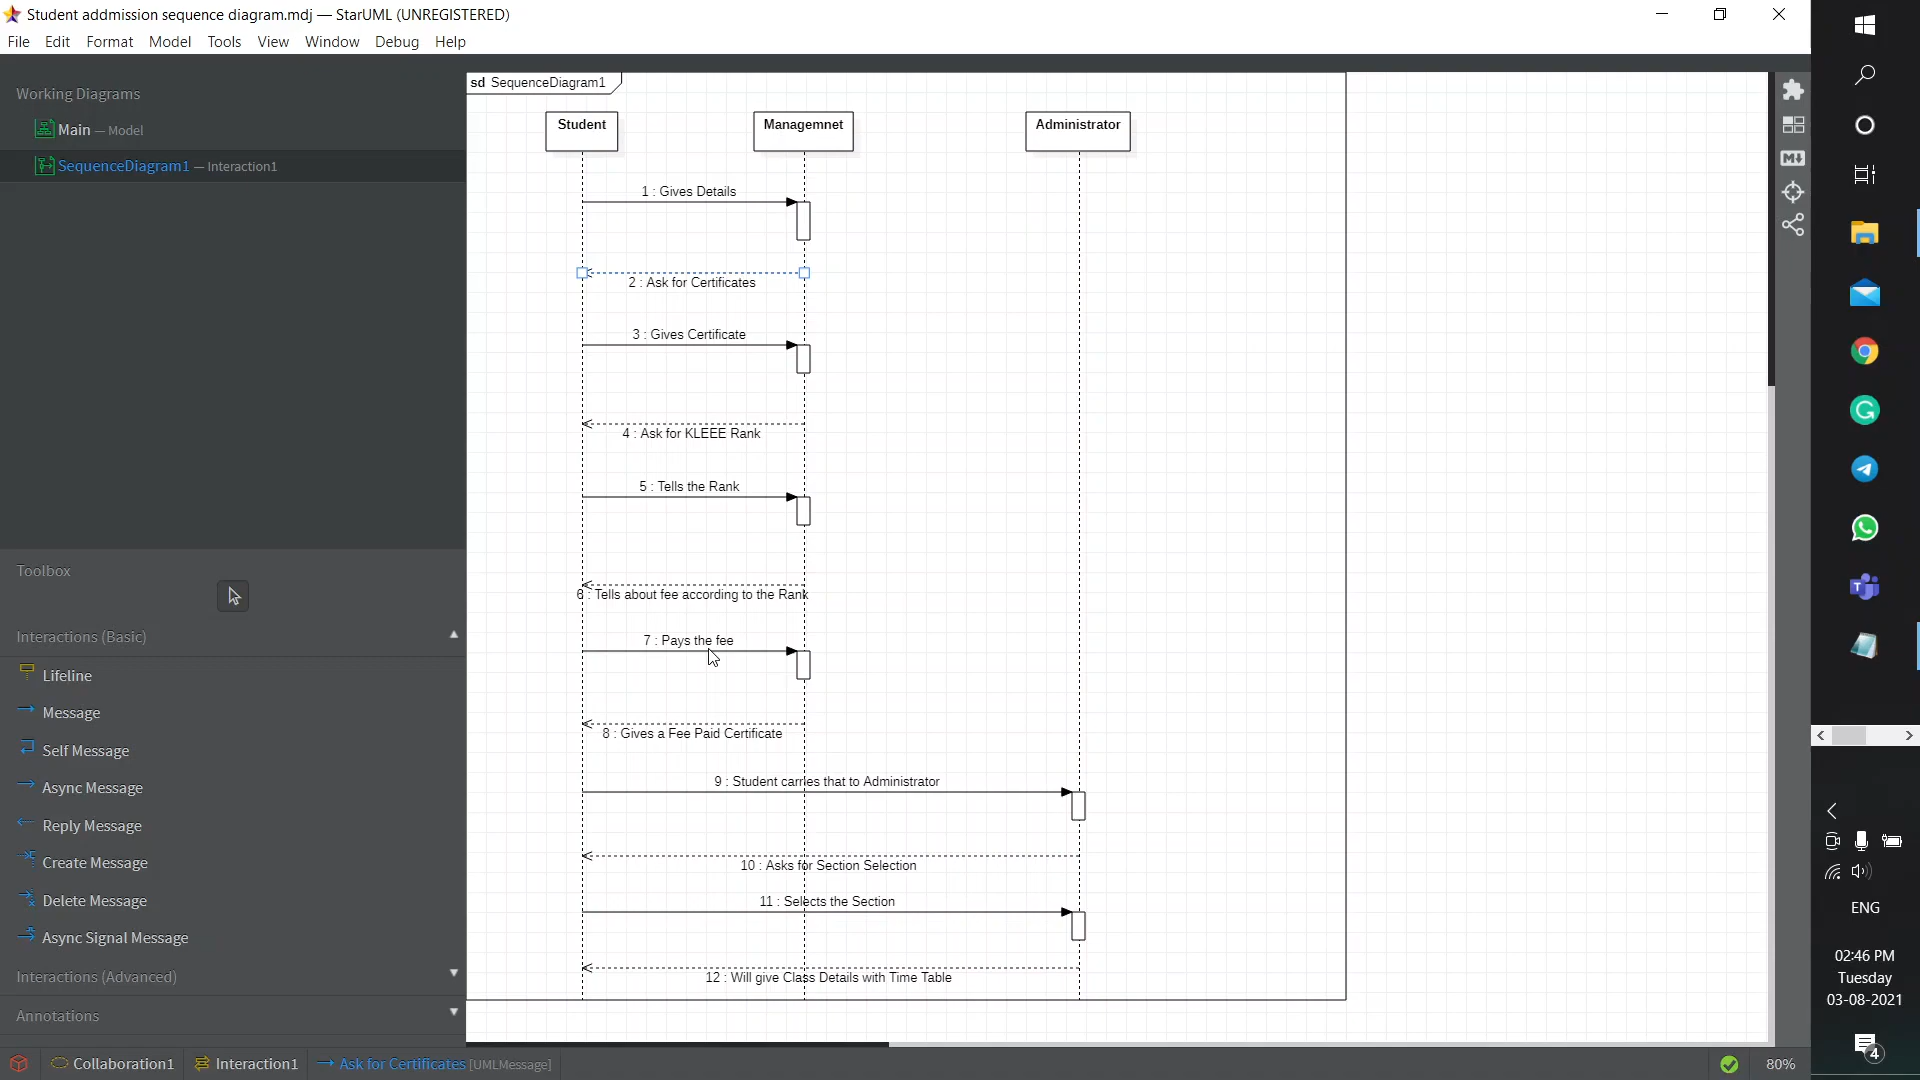 Student addmission sequence diagram.mdj — StarUML (UNREGISTERED)
File Edit Format Model Tools View Window Debug Help
Working Diagrams
Main — Model
SequenceDiagram1 — Interaction1
sd SequenceDiagram1
Student Managemnet Administrator
1 : Gives Details
2 : Ask for Certificates
3 : Gives Certificate
4 : Ask for KLEEE Rank
5 : Tells the Rank
6 : Tells about fee according to the Rank
7 : Pays the fee
8 : Gives a Fee Paid Certificate
9 : Student carries that to Administrator
10 : Asks for Section Selection
11 : Selects the Section
12 : Will give Class Details with Time Table
Toolbox
Interactions (Basic)
Lifeline
Message
Self Message
Async Message
Reply Message
Create Message
Delete Message
Async Signal Message
Interactions (Advanced)
Annotations
Collaboration1 Interaction1 Ask for Certificates [UMLMessage]
80%
M
ENG
02:46 PM
Tuesday
03-08-2021
4